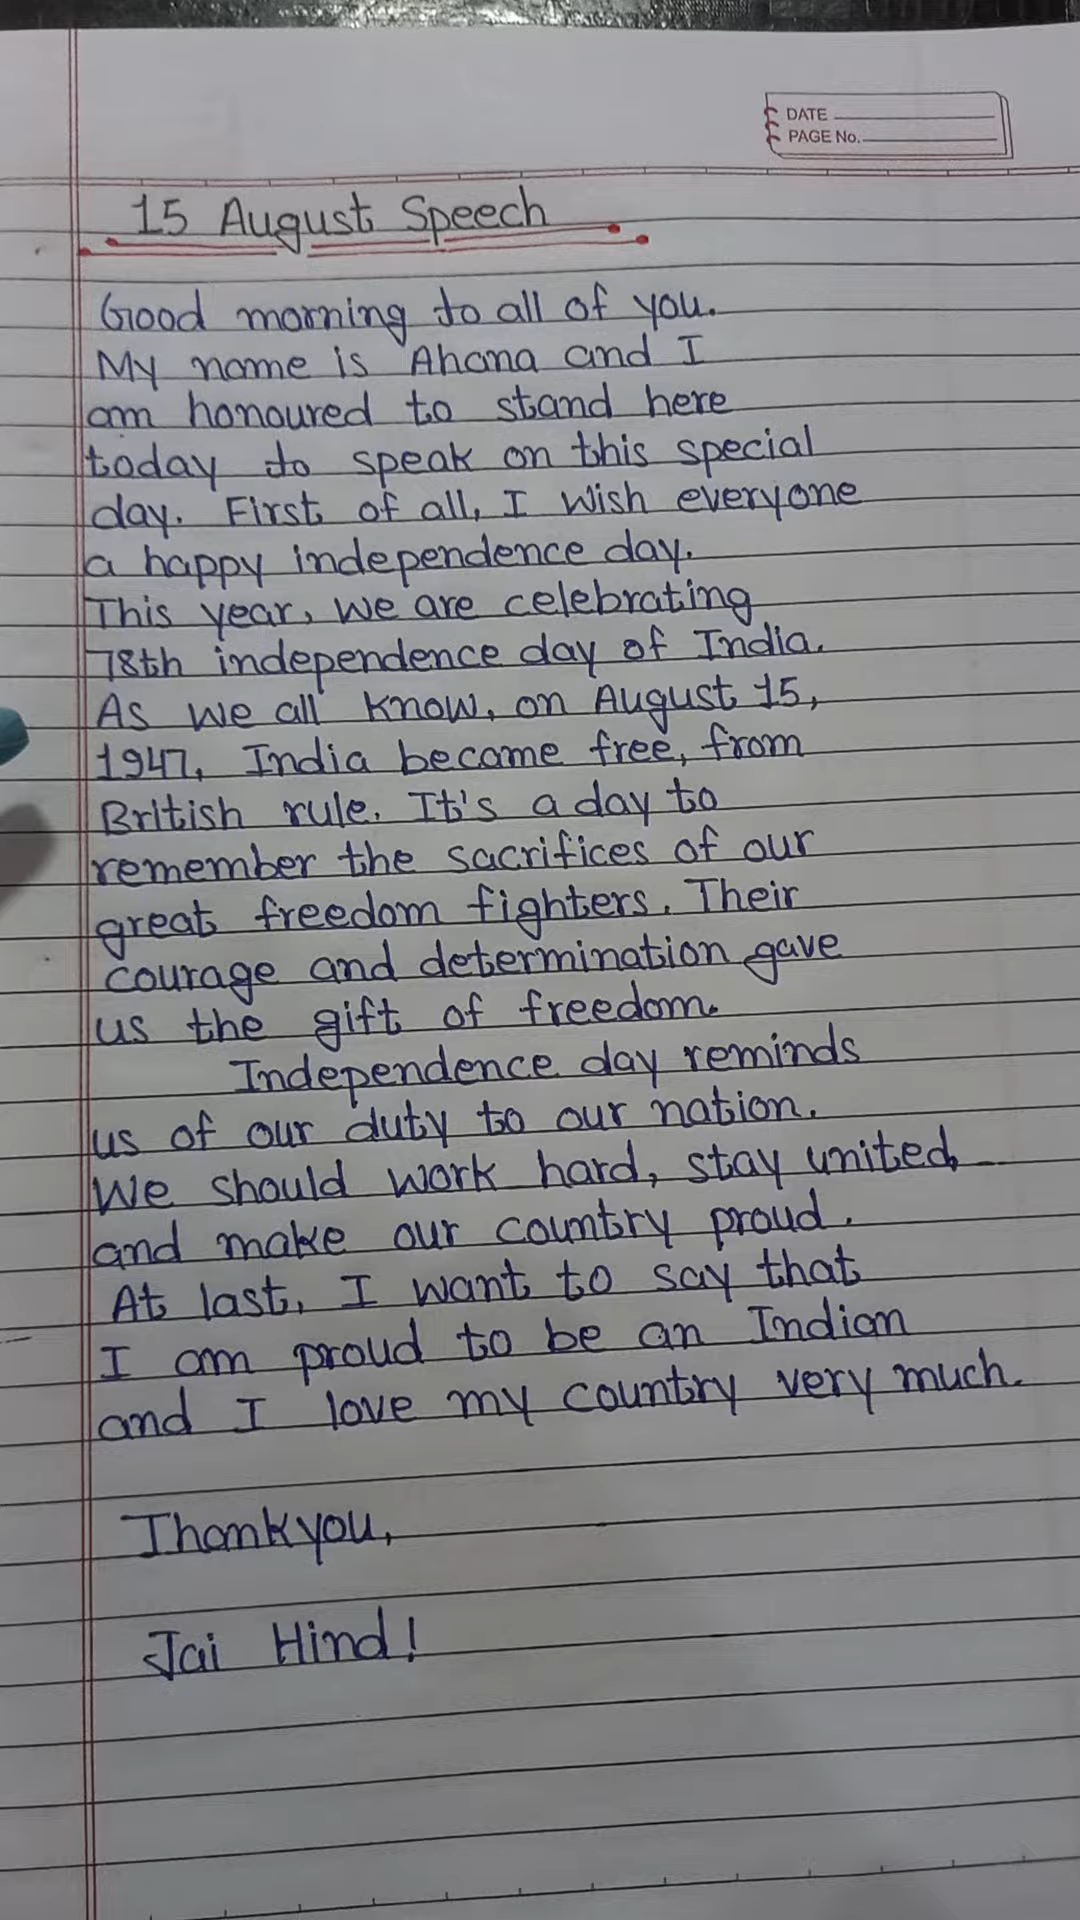 DATE
PAGE No.
15 August Speech
Good morning to all of you.
My name is Ahana and I
am honoured to stand here
today to speak on this special
day. First of all, I wish everyone
a happy independence day.
This year, we are celebrating
78th independence day of India.
As we all know, on August 15,
1947, India became free, from
British rule. It's a day to
remember the sacrifices of our
great freedom fighters. Their
courage and determination gave
us the gift of freedom.
Independence day reminds
us of our duty to our nation.
We should work hard, stay united,
and make our country proud.
At last, I want to say that
I am proud to be an Indian
and I love my country very much.
Thankyou,
Jai Hind!